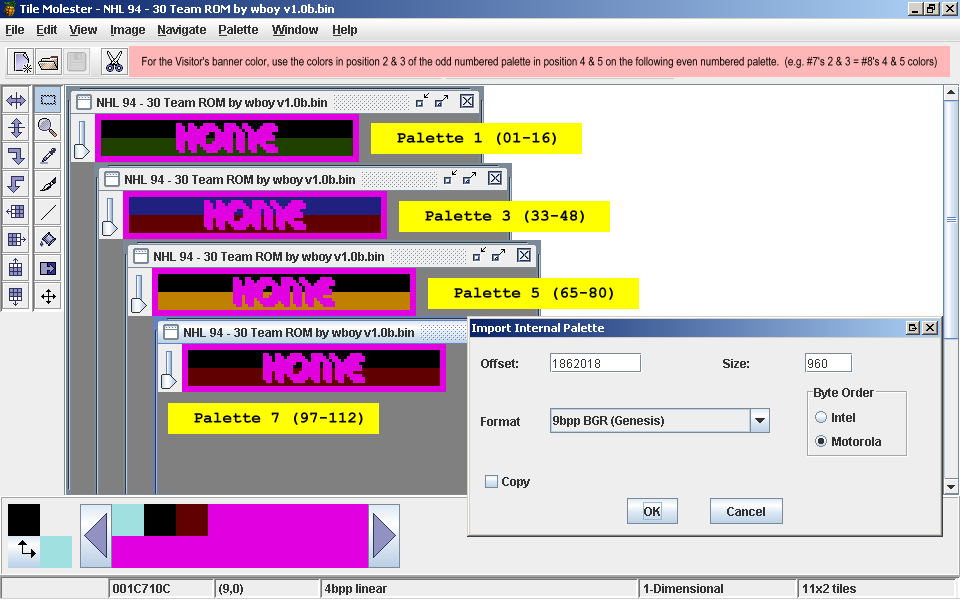 Tile Molester - NHL 94 - 30 Team ROM by wboy v1.0b.bin
File Edit View Image Navigate Palette Window Help
For the Visitor's banner color, use the colors in position 2 & 3 of the odd numbered palette in position 4 & 5 on the following even numbered palette. (e.g. #7's 2 & 3 = #8's 4 & 5 colors)
NHL 94 - 30 Team ROM by wboy v1.0b.bin
HOME
Palette 1 (01-16)
NHL 94 - 30 Team ROM by wboy v1.0b.bin
HOME
Palette 3 (33-48)
NHL 94 - 30 Team ROM by wboy v1.0b.bin
HOME
Palette 5 (65-80)
NHL 94 - 30 Team ROM by wboy v1.0b.bin
HOME
Palette 7 (97-112)
Import Internal Palette
Offset: 1862018 Size: 960
Byte Order
Format 9bpp BGR (Genesis)
Intel
Motorola
Copy
OK Cancel
001C710C (9,0) 4bpp linear 1-Dimensional 11x2 tiles